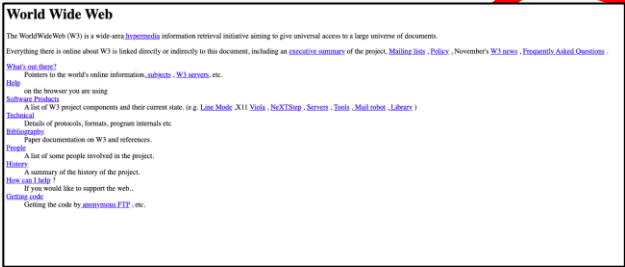 World Wide Web
The WorldWideWeb (W3) is a wide-area hypermedia information retrieval initiative aiming to give universal access to a large universe of documents.
Everything there is online about W3 is linked directly or indirectly to this document, including an executive summary of the project, Mailing lists , Policy , November's W3 news , Frequently Asked Questions .
What's out there?
Pointers to the world's online information, subjects , W3 servers, etc.
Help
on the browser you are using
Software Products
A list of W3 project components and their current state. (e.g. Line Mode ,X11 Viola , NeXTStep , Servers , Tools , Mail robot , Library )
Technical
Details of protocols, formats, program internals etc
Bibliography
Paper documentation on W3 and references.
People
A list of some people involved in the project.
History
A summary of the history of the project.
How can I help ?
If you would like to support the web..
Getting code
Getting the code by anonymous FTP , etc.